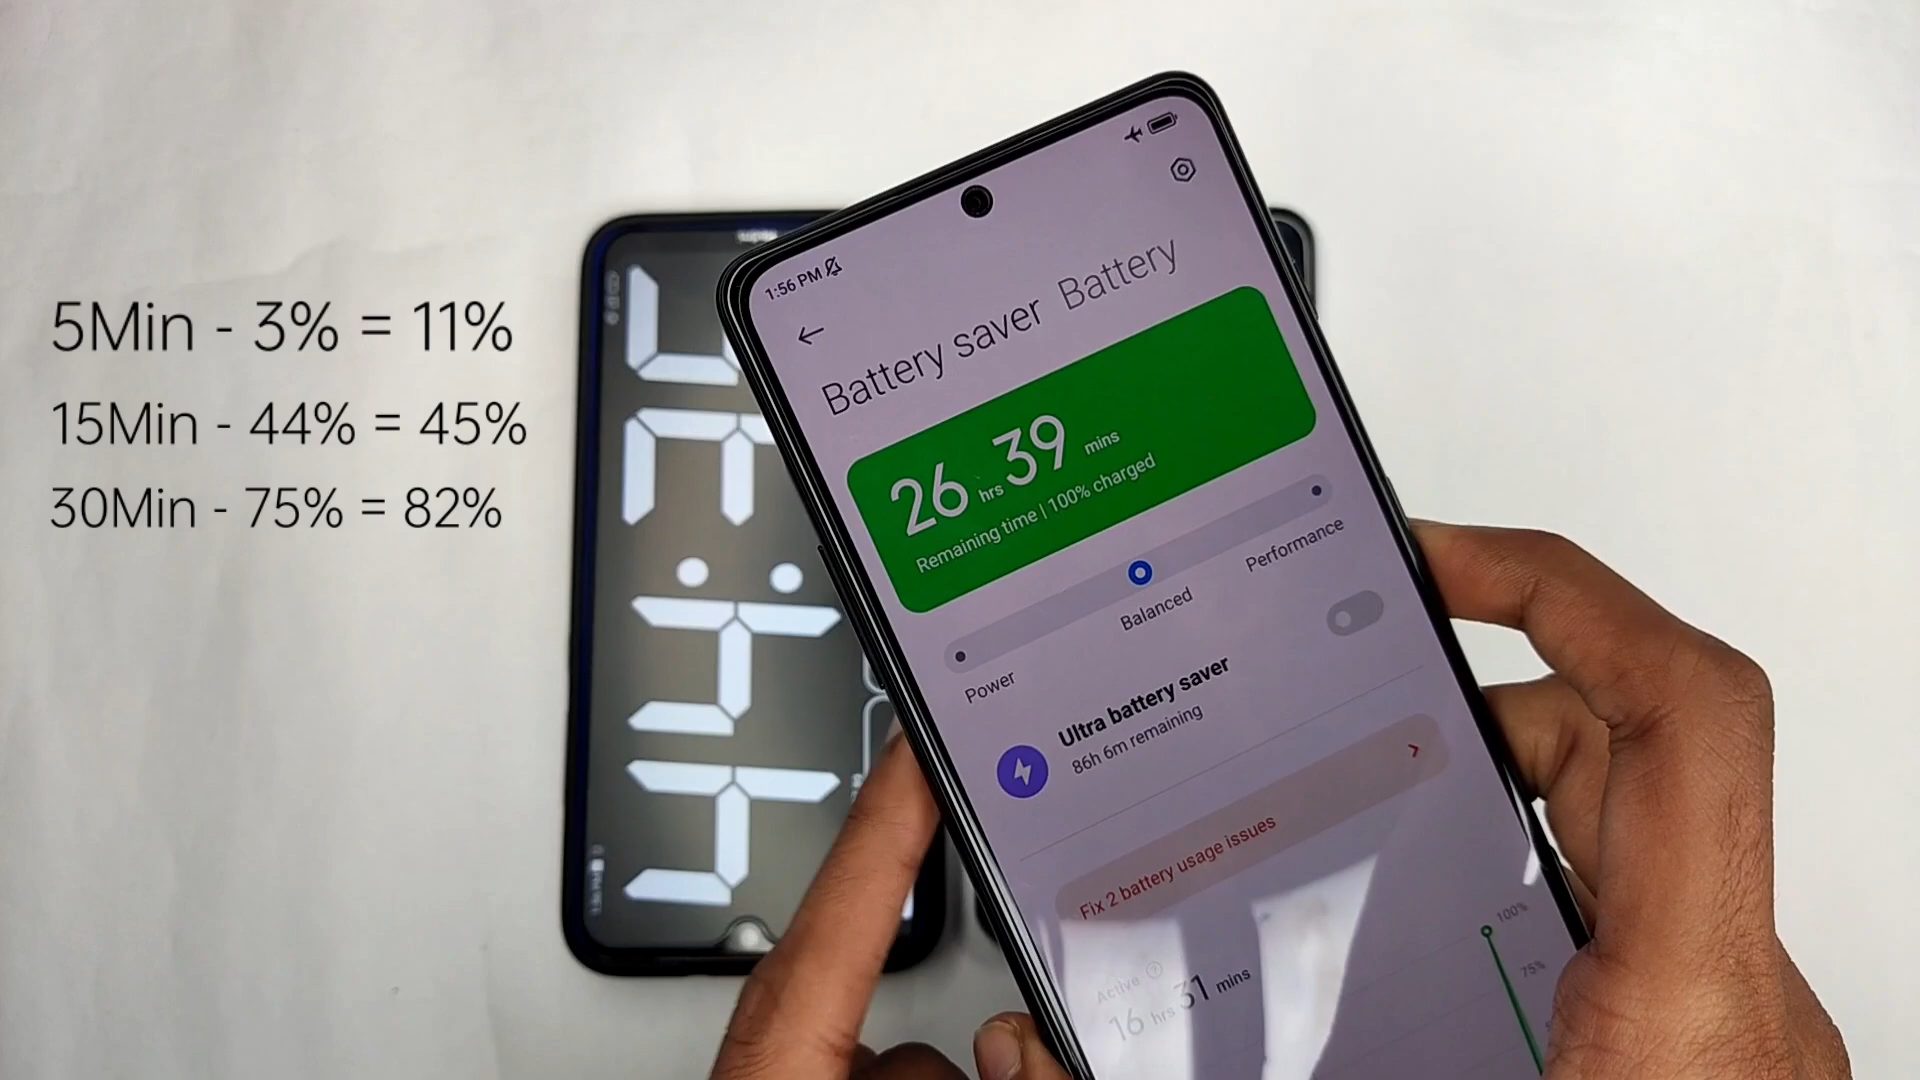 5Min - 3% = 11%
15Min - 44% = 45%
30Min - 75% = 82%
1:56 PM
Battery saver Battery
26 hrs 39 mins
Remaining time | 100% charged
Power
Balanced
Performance
Ultra battery saver
86h 6m remaining
Fix 2 battery usage issues
100%
75%
Active
16 hrs 31 mins